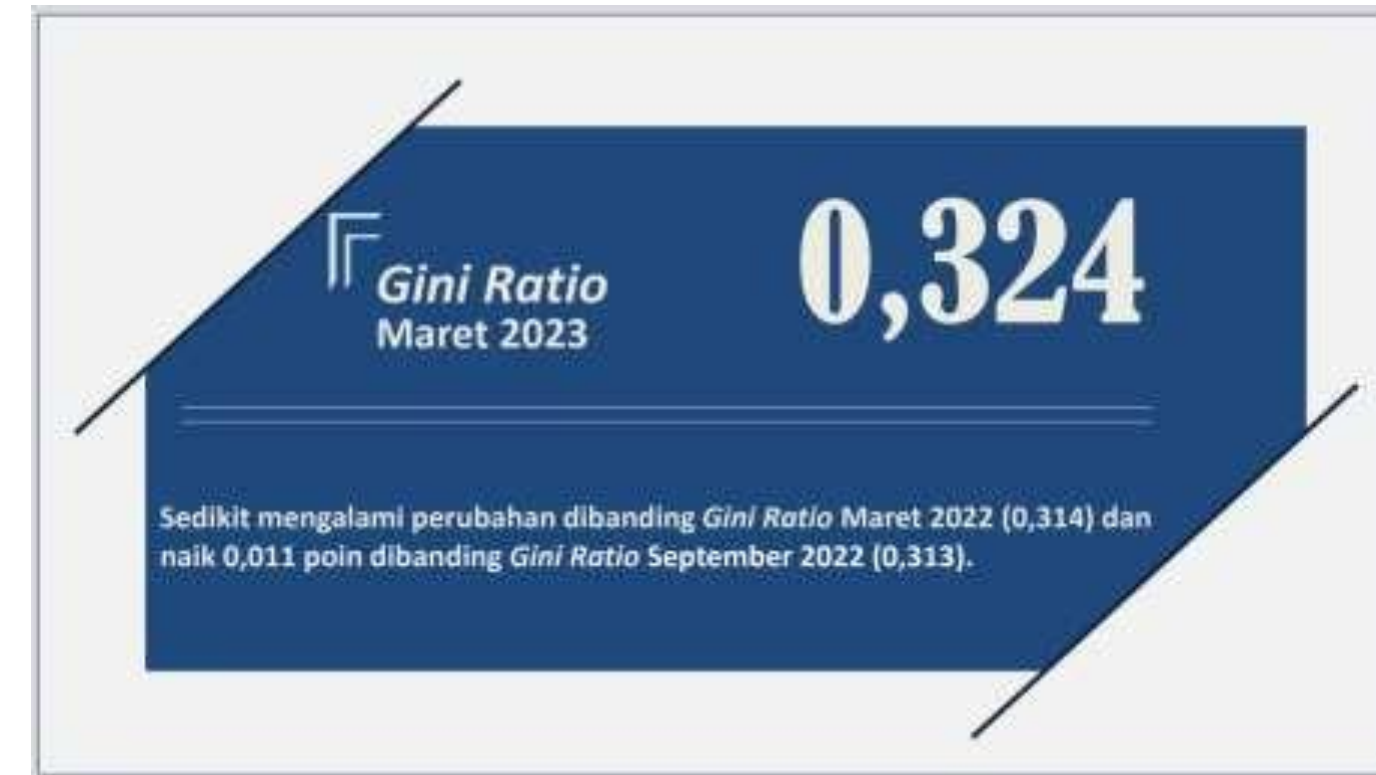 Gini Ratio
Maret 2023
0,324
Sedikit mengalami perubahan dibanding Gini Ratio Maret 2022 (0,314) dan
naik 0,011 poin dibanding Gini Ratio September 2022 (0,313).